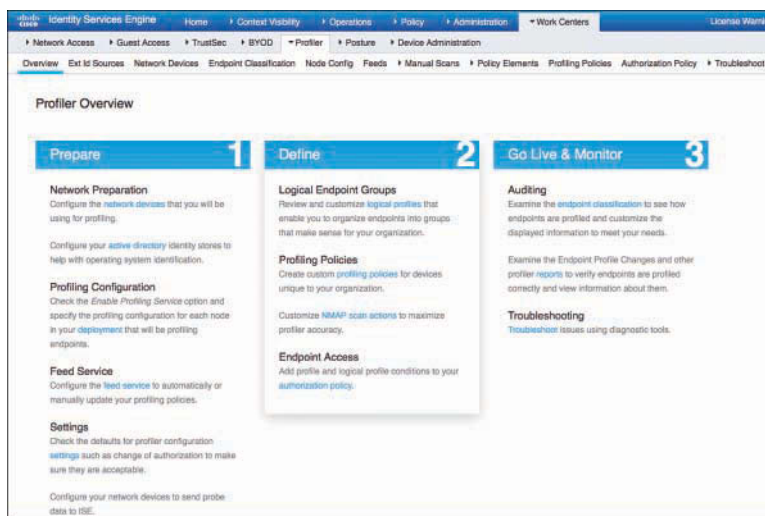 cisco Identity Services Engine Home Context Visibility Operations Policy Administration Work Centers License Warni
Network Access Guest Access TrustSec BYOD Profiler Posture Device Administration
Overview Ext Id Sources Network Devices Endpoint Classification Node Config Feeds Manual Scans Policy Elements Profiling Policies Authorization Policy Troubleshoot
Profiler Overview
Prepare 1
Network Preparation
Configure the network devices that you will be
using for profiling.
Configure your active directory identity stores to
help with operating system identification.
Profiling Configuration
Check the Enable Profiling Service option and
specify the profiling configuration for each node
in your deployment that will be profiling
endpoints.
Feed Service
Configure the feed service to automatically or
manually update your profiling policies.
Settings
Check the defaults for profiler configuration
settings such as change of authorization to make
sure they are acceptable.
Configure your network devices to send probe
data to ISE.
Define 2
Logical Endpoint Groups
Review and customize logical profiles that
enable you to organize endpoints into groups
that make sense for your organization.
Profiling Policies
Create custom profiling policies for devices
unique to your organization.
Customize NMAP scan actions to maximize
profiler accuracy.
Endpoint Access
Add profile and logical profile conditions to your
authorization policy.
Go Live & Monitor 3
Auditing
Examine the endpoint classification to see how
endpoints are profiled and customize the
displayed information to meet your needs.
Examine the Endpoint Profile Changes and other
profiler reports to verify endpoints are profiled
correctly and view information about them.
Troubleshooting
Troubleshoot issues using diagnostic tools.